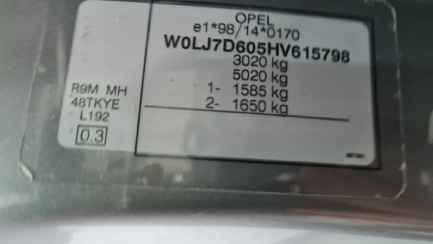 OPEL
e1*98/14*0170
W0LJ7D605HV615798
3020 kg
5020 kg
1- 1585 kg
2- 1650 kg
R9M MH
48TKYE
L192
0.3